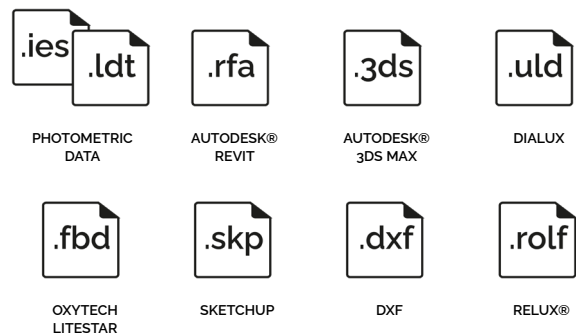 .ies
.ldt
.rfa
.3ds
.uld
PHOTOMETRIC
DATA
AUTODESK®
REVIT
AUTODESK®
3DS MAX
DIALUX
.fbd
.skp
.dxf
.rolf
OXYTECH
LITESTAR
SKETCHUP
DXF
RELUX®